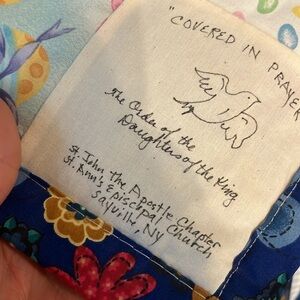 "COVERED IN PRAYER
The Order of the
Daughters of the King
St. John The Apostle Chapter
St. Ann's Episcopal Church
Sayville, NY